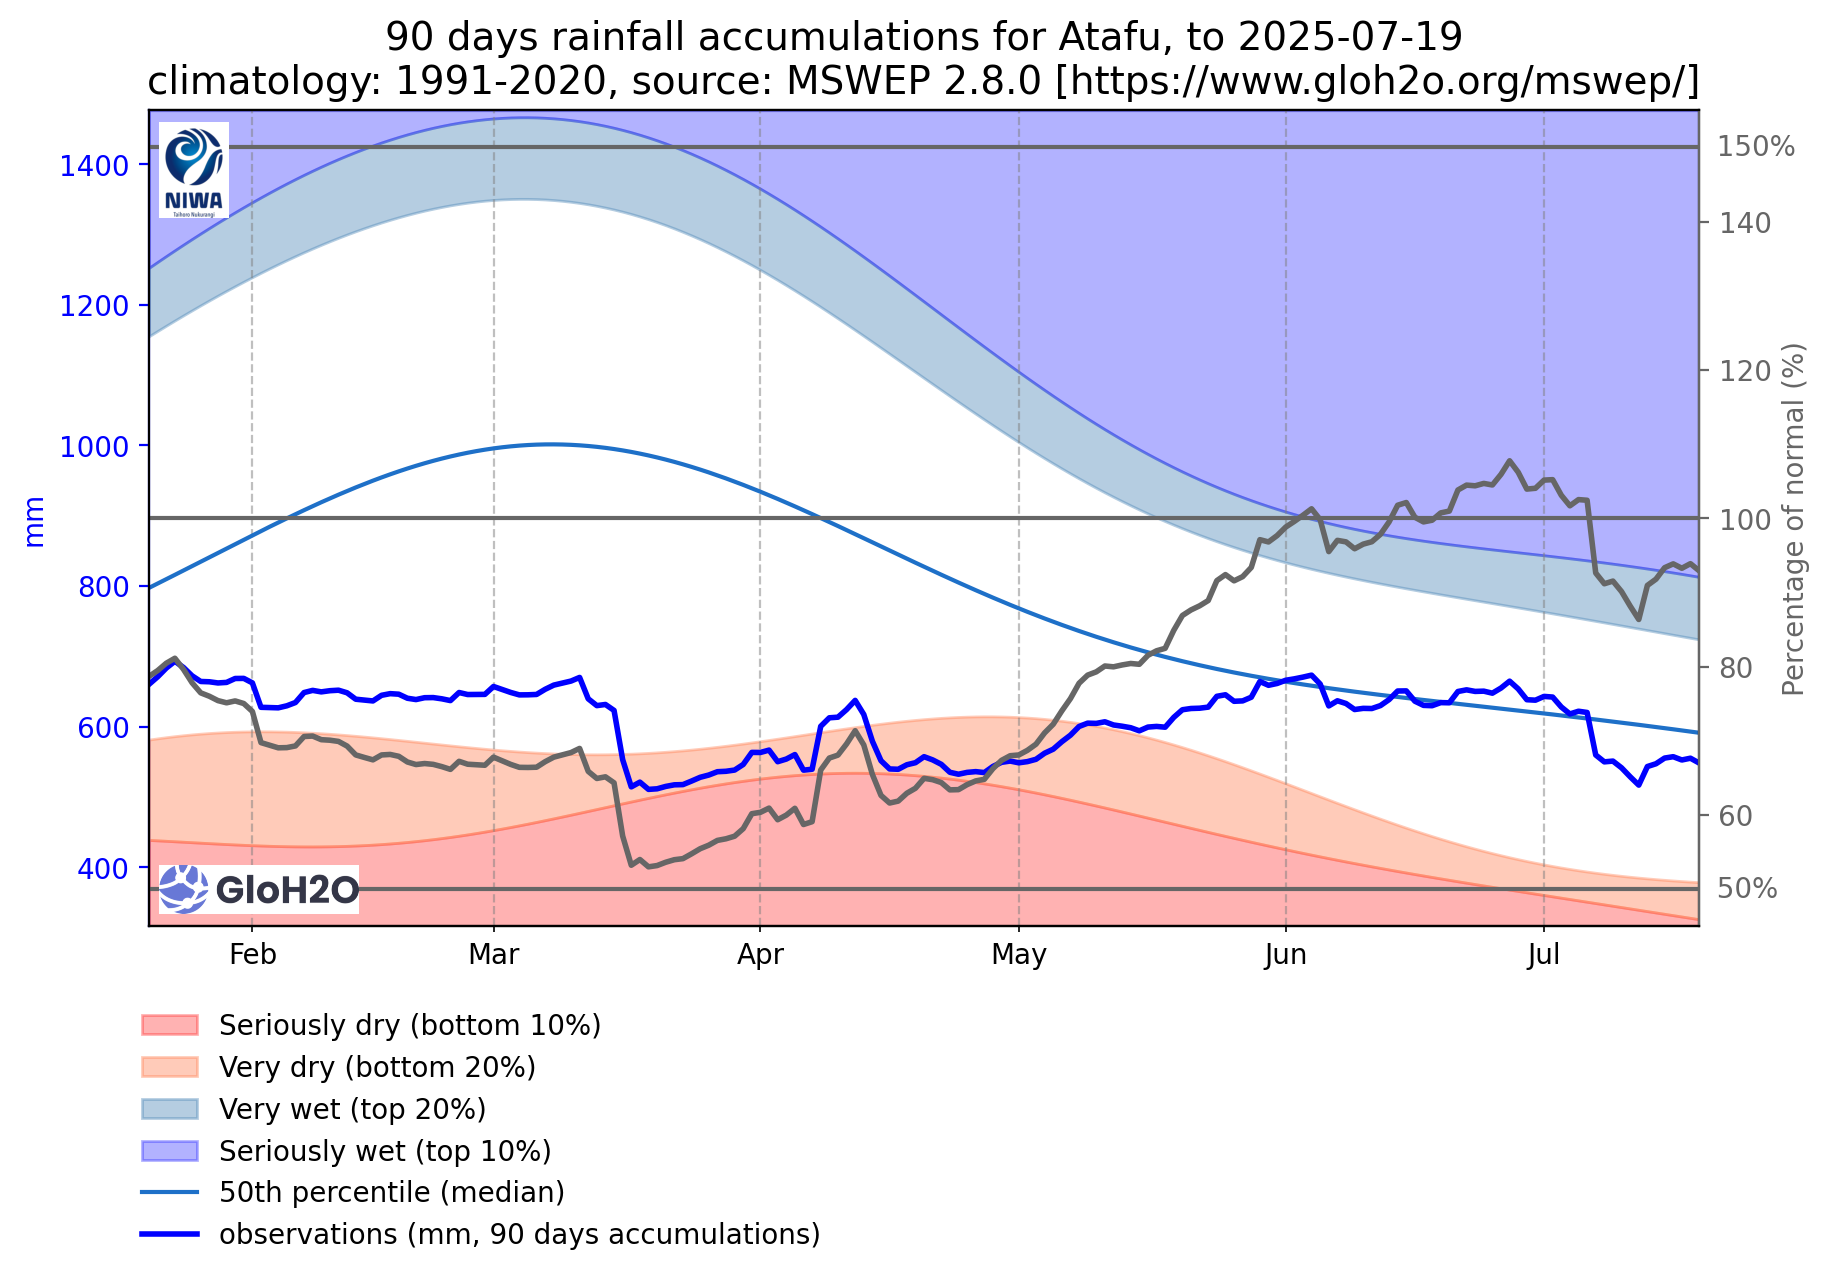 90 days rainfall accumulations for Atafu, to 2025-07-19
climatology: 1991-2020, source: MSWEP 2.8.0 [https://www.gloh2o.org/mswep/]
NIWA
Taihoro Nukurangi
1400
1200
1000
800
600
400
mm
150%
140
120
100
80
60
50%
Percentage of normal (%)
GloH2O
Feb Mar Apr May Jun Jul
Seriously dry (bottom 10%)
Very dry (bottom 20%)
Very wet (top 20%)
Seriously wet (top 10%)
50th percentile (median)
observations (mm, 90 days accumulations)